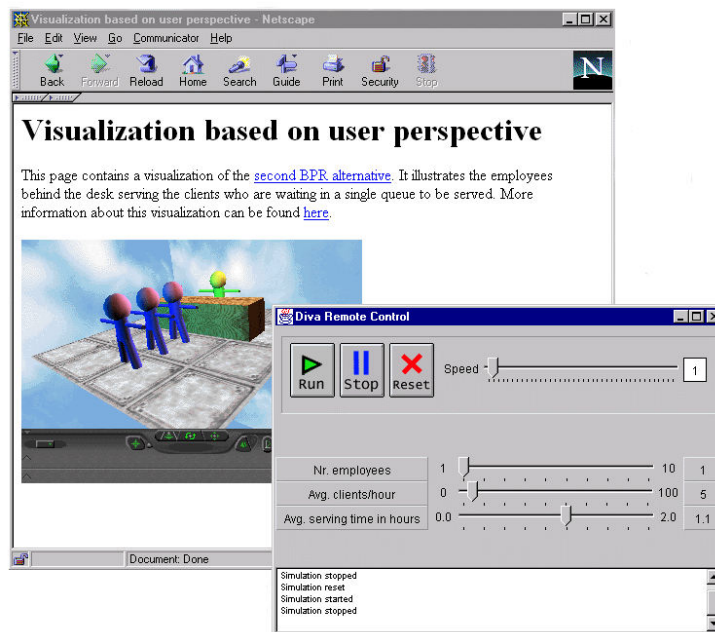 Visualization based on user perspective - Netscape
File Edit View Go Communicator Help
Back Forward Reload Home Search Guide Print Security Stop
N
Visualization based on user perspective
This page contains a visualization of the second BPR alternative. It illustrates the employees
behind the desk serving the clients who are waiting in a single queue to be served. More
information about this visualization can be found here.
Document: Done
Diva Remote Control
Run Stop Reset Speed 1
Nr. employees 1 10 1
Avg. clients/hour 0 100 5
Avg. serving time in hours 0.0 2.0 1.1
Simulation stopped
Simulation reset
Simulation started
Simulation stopped